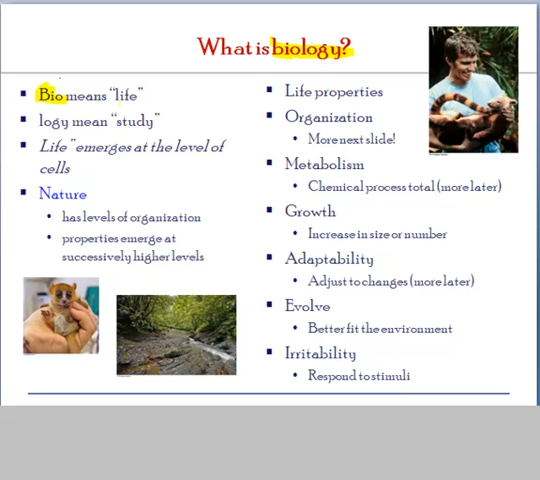 What is biology?
Bio means "life"
logy mean "study"
Life "emerges at the level of
cells
Nature
has levels of organization
properties emerge at
successively higher levels
Life properties
Organization
More next slide!
Metabolism
Chemical process total (more later)
Growth
Increase in size or number
Adaptability
Adjust to changes (more later)
Evolve
Better fit the environment
Irritability
Respond to stimuli